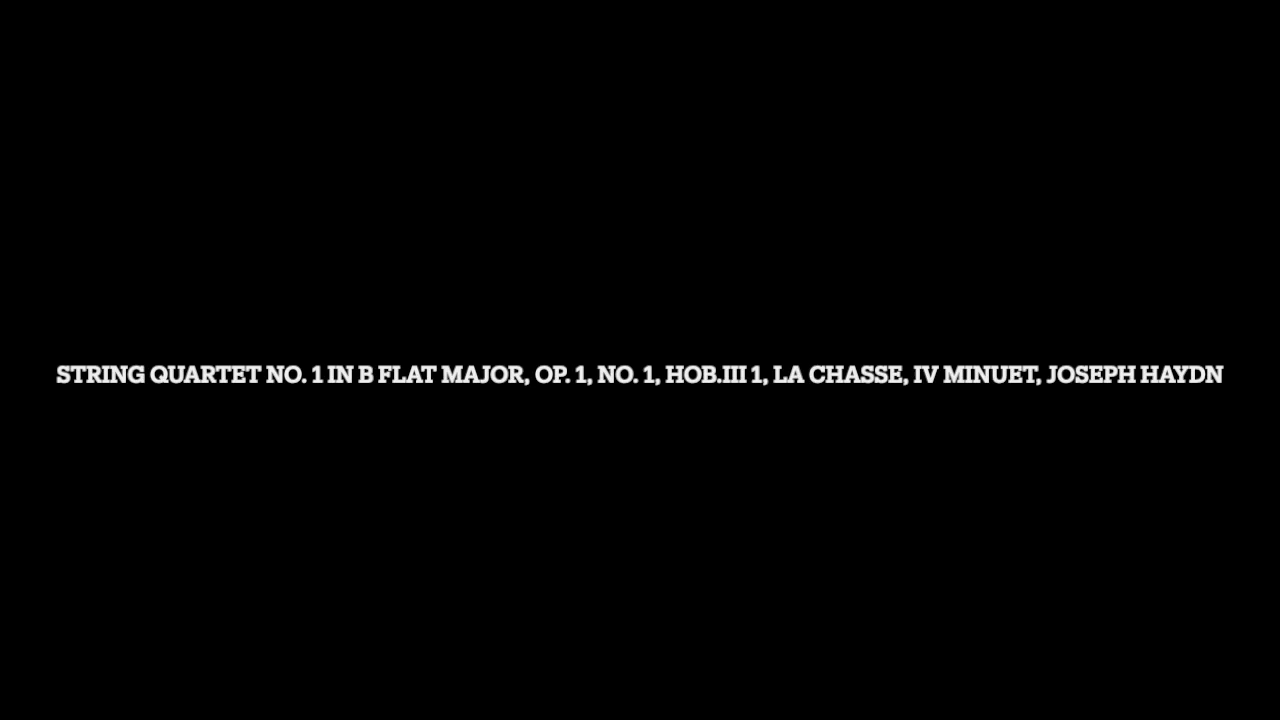 STRING QUARTET NO. 1 IN B FLAT MAJOR, OP. 1, NO. 1, HOB.III 1, LA CHASSE, IV MINUET, JOSEPH HAYDN